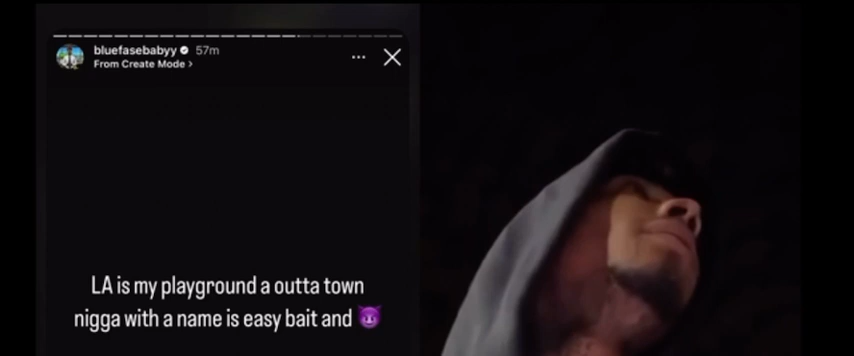 bluefasebabyy 57m
From Create Mode >
LA is my playground a outta town
nigga with a name is easy bait and 😈